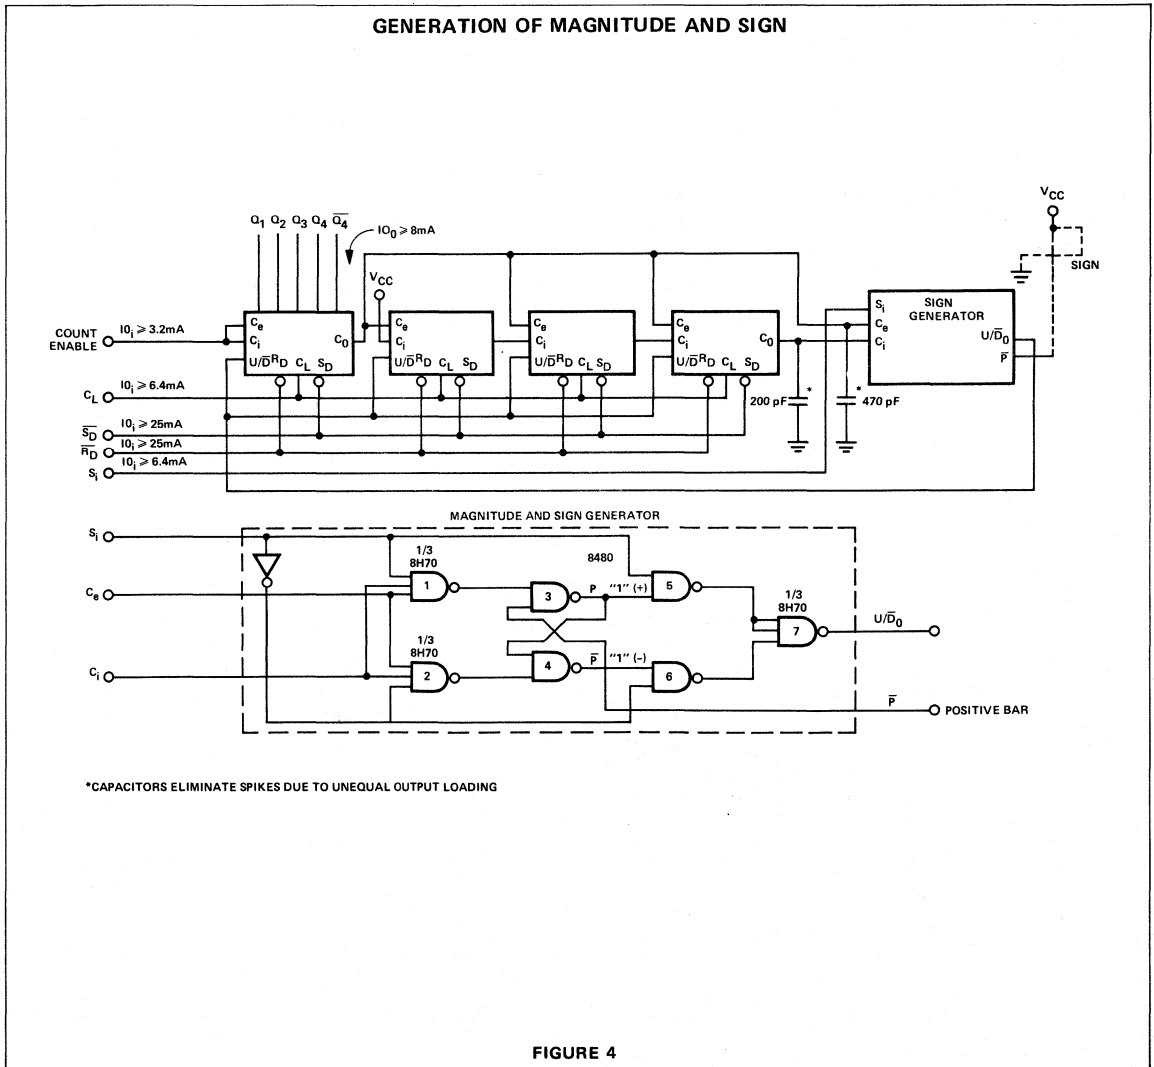 GENERATION OF MAGNITUDE AND SIGN
VCC
Q1 Q2 Q3 Q4 Q̅4̅
IO0 ⩾ 8mA
VCC
SIGN
COUNT ENABLE
IOi ⩾ 3.2mA
Ce
Ci
C0
U/D̅ RD CL SD
Ce
Ci
U/D̅ RD CL SD
Ce
Ci
U/D̅ RD CL SD
Ce
Ci
C0
U/D̅ RD CL SD
Si
SIGN
GENERATOR
Ce
Ci
U/D̅0
P̅
CL
IOi ⩾ 6.4mA
* 200 pF
* 470 pF
S̅D̅
IOi ⩾ 25mA
R̅D̅
IOi ⩾ 25mA
Si
IOi ⩾ 6.4mA
MAGNITUDE AND SIGN GENERATOR
Si
1/3
8H70
8480
1
3
P "1" (+)
5
Ce
1/3
8H70
7
U/D̅0
1/3
8H70
2
4
P̅ "1" (−)
6
Ci
P̅
POSITIVE BAR
*CAPACITORS ELIMINATE SPIKES DUE TO UNEQUAL OUTPUT LOADING
FIGURE 4